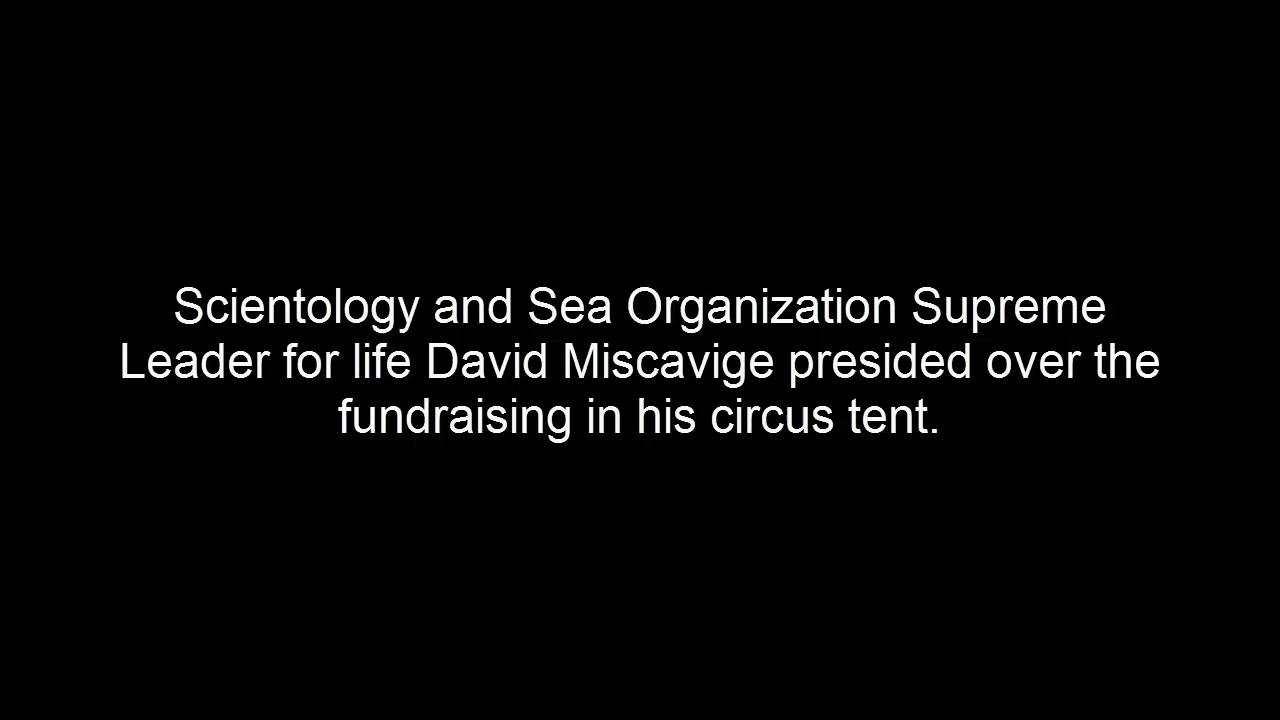 Scientology and Sea Organization Supreme
Leader for life David Miscavige presided over the
fundraising in his circus tent.